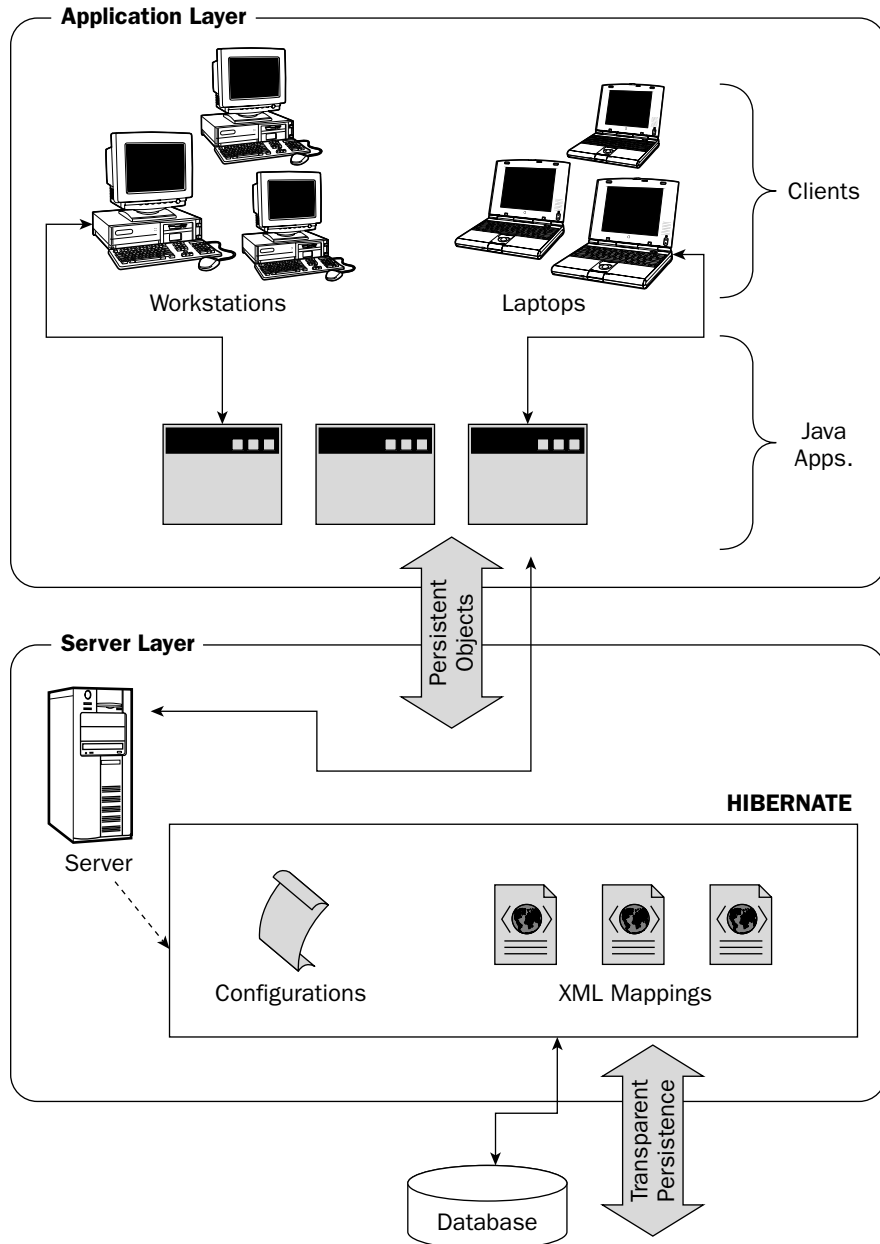 Application Layer
Clients
Workstations
Laptops
Java
Apps.
Persistent
Objects
Server Layer
HIBERNATE
Server
Configurations
XML Mappings
Transparent
Persistence
Database